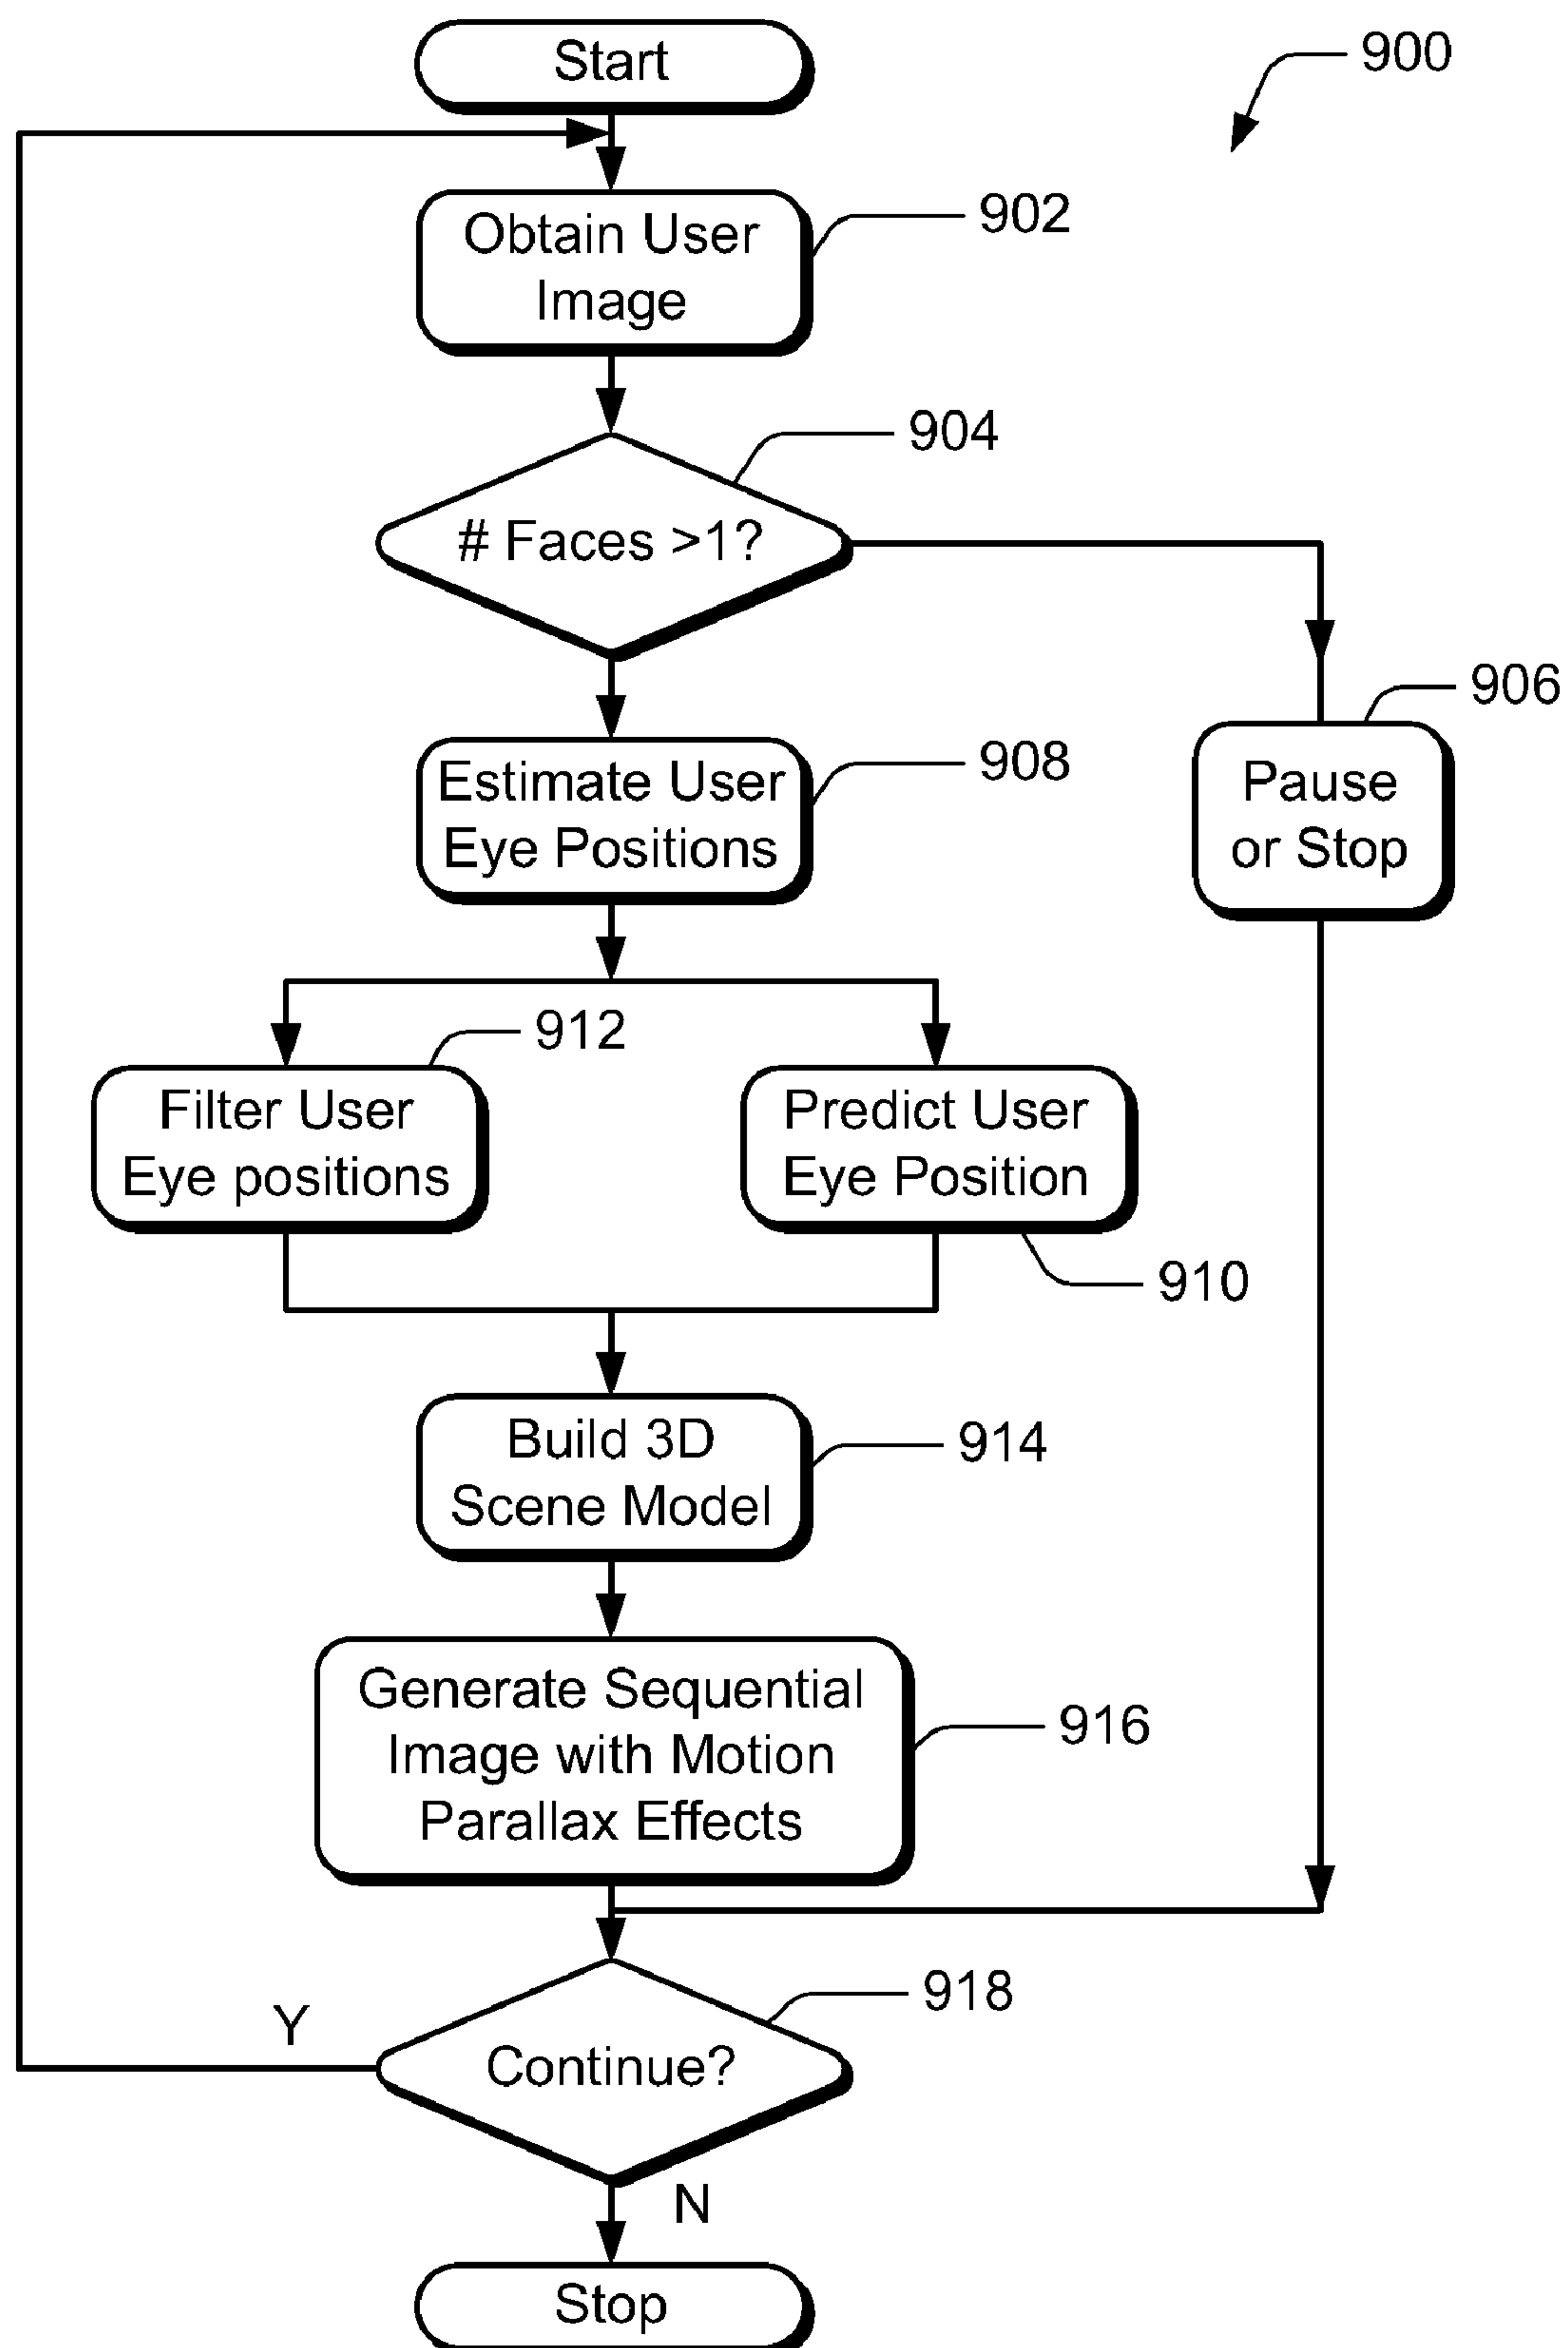 Start
900
Obtain User
Image
902
904
# Faces >1?
906
Estimate User
Eye Positions
908
Pause
or Stop
912
Filter User
Eye positions
Predict User
Eye Position
910
Build 3D
Scene Model
914
Generate Sequential
Image with Motion
Parallax Effects
916
918
Y
Continue?
N
Stop